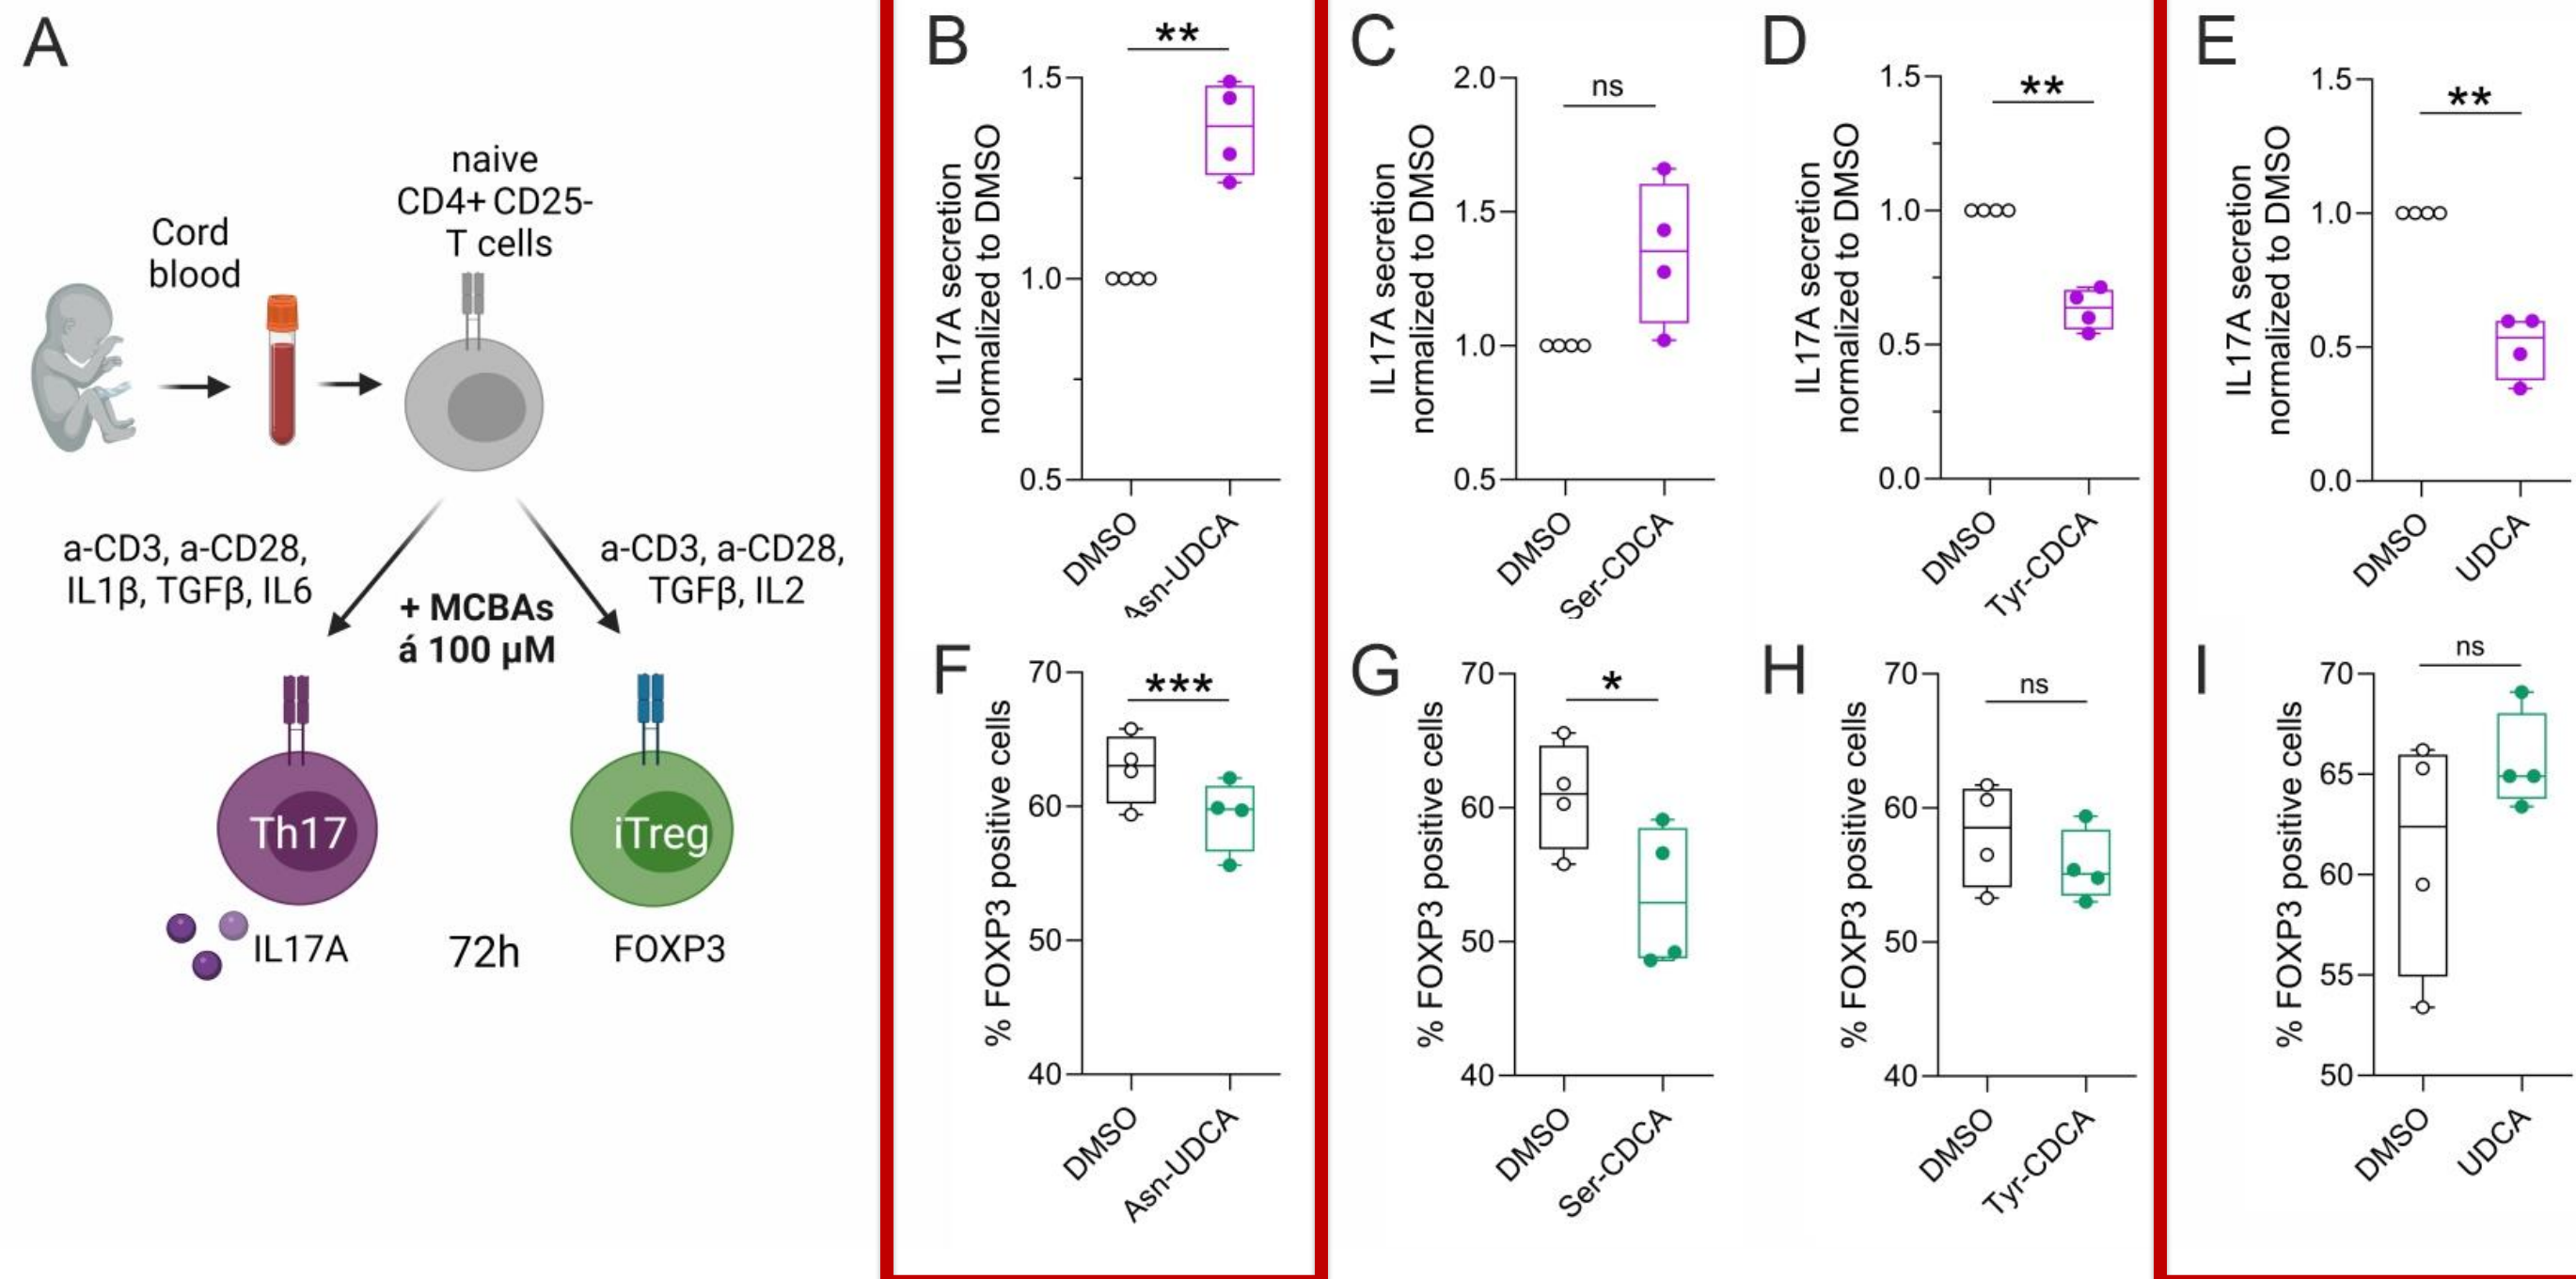 A
Cord
blood
naive
CD4+ CD25-
T cells
a-CD3, a-CD28,
IL1β, TGFβ, IL6
+ MCBAs
á 100 µM
a-CD3, a-CD28,
TGFβ, IL2
Th17
iTreg
IL17A
72h
FOXP3
B
**
IL17A secretion
normalized to DMSO
1.5
1.0
0.5
DMSO
Asn-UDCA
C
ns
IL17A secretion
normalized to DMSO
2.0
1.5
1.0
0.5
DMSO
Ser-CDCA
D
**
IL17A secretion
normalized to DMSO
1.5
1.0
0.5
0.0
DMSO
Tyr-CDCA
E
**
IL17A secretion
normalized to DMSO
1.5
1.0
0.5
0.0
DMSO
UDCA
F
***
% FOXP3 positive cells
70
60
50
40
DMSO
Asn-UDCA
G
*
% FOXP3 positive cells
70
60
50
40
DMSO
Ser-CDCA
H
ns
% FOXP3 positive cells
70
60
50
40
DMSO
Tyr-CDCA
I
ns
% FOXP3 positive cells
70
65
60
55
50
DMSO
UDCA